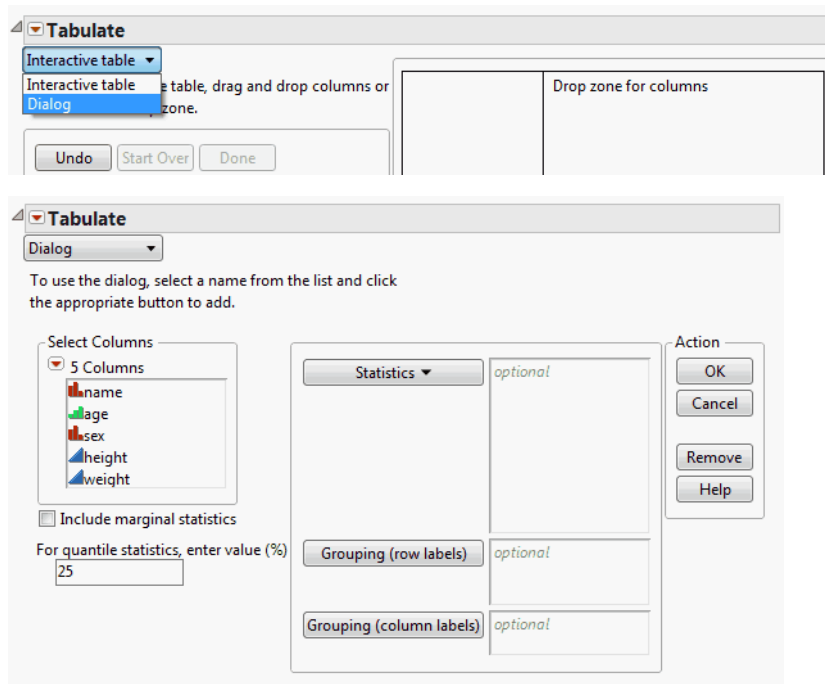 Tabulate
Interactive table
Interactive table
Dialog
table, drag and drop columns or
zone.
Undo Start Over Done
Drop zone for columns
Tabulate
Dialog
To use the dialog, select a name from the list and click
the appropriate button to add.
Select Columns
5 Columns
name
age
sex
height
weight
Include marginal statistics
For quantile statistics, enter value (%)
25
Statistics
optional
Grouping (row labels)
optional
Grouping (column labels)
optional
Action
OK
Cancel
Remove
Help